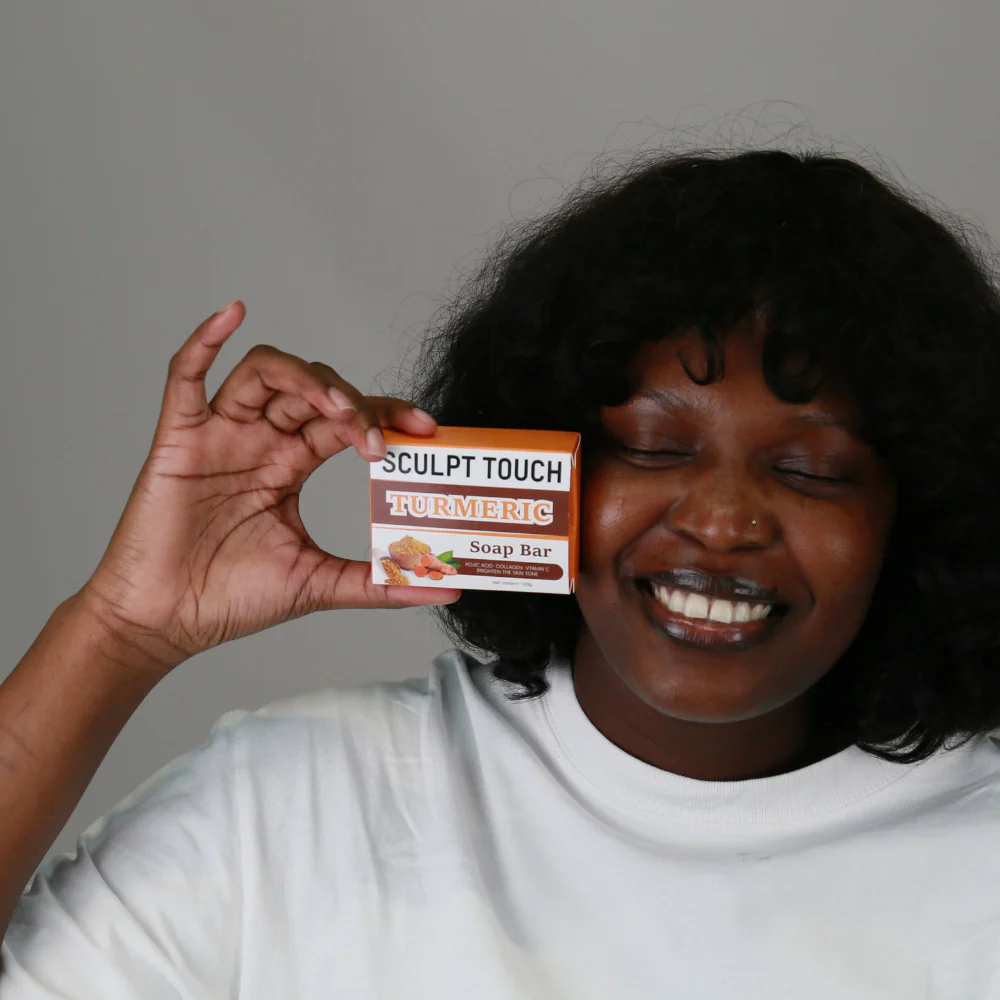 SCULPT TOUCH
TURMERIC
Soap Bar
KOJIC ACID COLLAGEN VITAMIN C
BRIGHTEN THE SKIN TONE